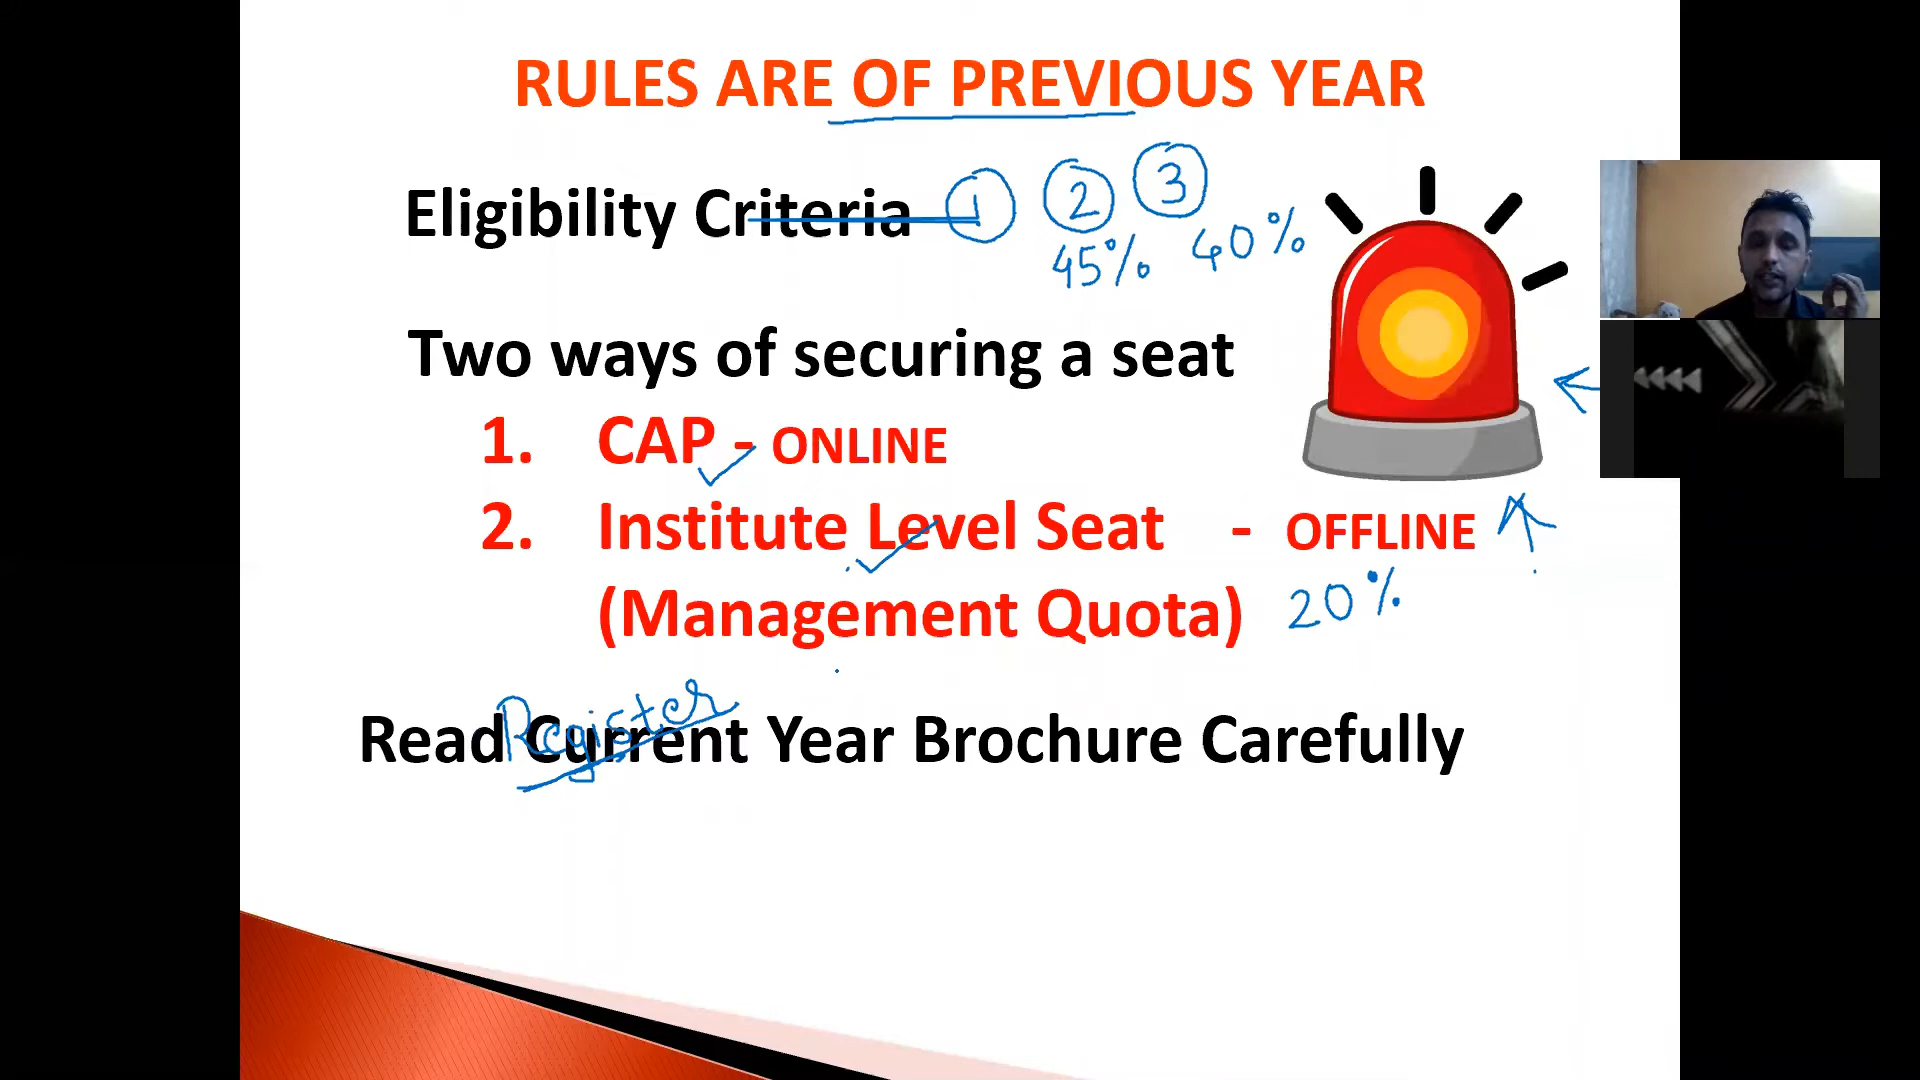 RULES ARE OF PREVIOUS YEAR
Eligibility Criteria 1 2 3
45% 40%
Two ways of securing a seat
1. CAP - ONLINE
2. Institute Level Seat - OFFLINE
(Management Quota) 20%
Register
Read Current Year Brochure Carefully